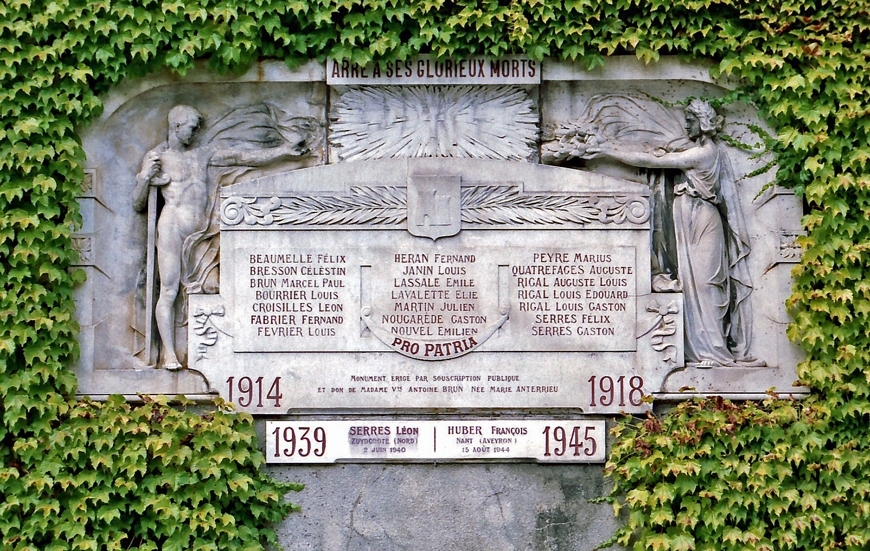 ARRE A SES GLORIEUX MORTS
BEAUMELLE FÉLIX
BRESSON CÉLESTIN
BRUN MARCEL PAUL
BOURRIER LOUIS
CROISILLES LEON
FABRIER FERNAND
FÉVRIER LOUIS
HERAN FERNAND
JANIN LOUIS
LASSALE EMILE
LAVALETTE ELIE
MARTIN JULIEN
NOUGARÈDE GASTON
NOUVEL EMILIEN
PEYRE MARIUS
QUATREFAGES AUGUSTE
RIGAL AUGUSTE LOUIS
RIGAL LOUIS EDOUARD
RIGAL LOUIS GASTON
SERRES FÉLIX
SERRES GASTON
PRO PATRIA
MONUMENT ÉRIGÉ PAR SOUSCRIPTION PUBLIQUE
ET DON DE MADAME VVE ANTOINE BRUN NÉE MARIE ANTERRIEU
1914 1918
1939 SERRES LÉON HUBER FRANÇOIS 1945
ZUYDCOOTE (NORD) NANT (AVEYRON)
2 JUIN 1940 15 AOÛT 1944